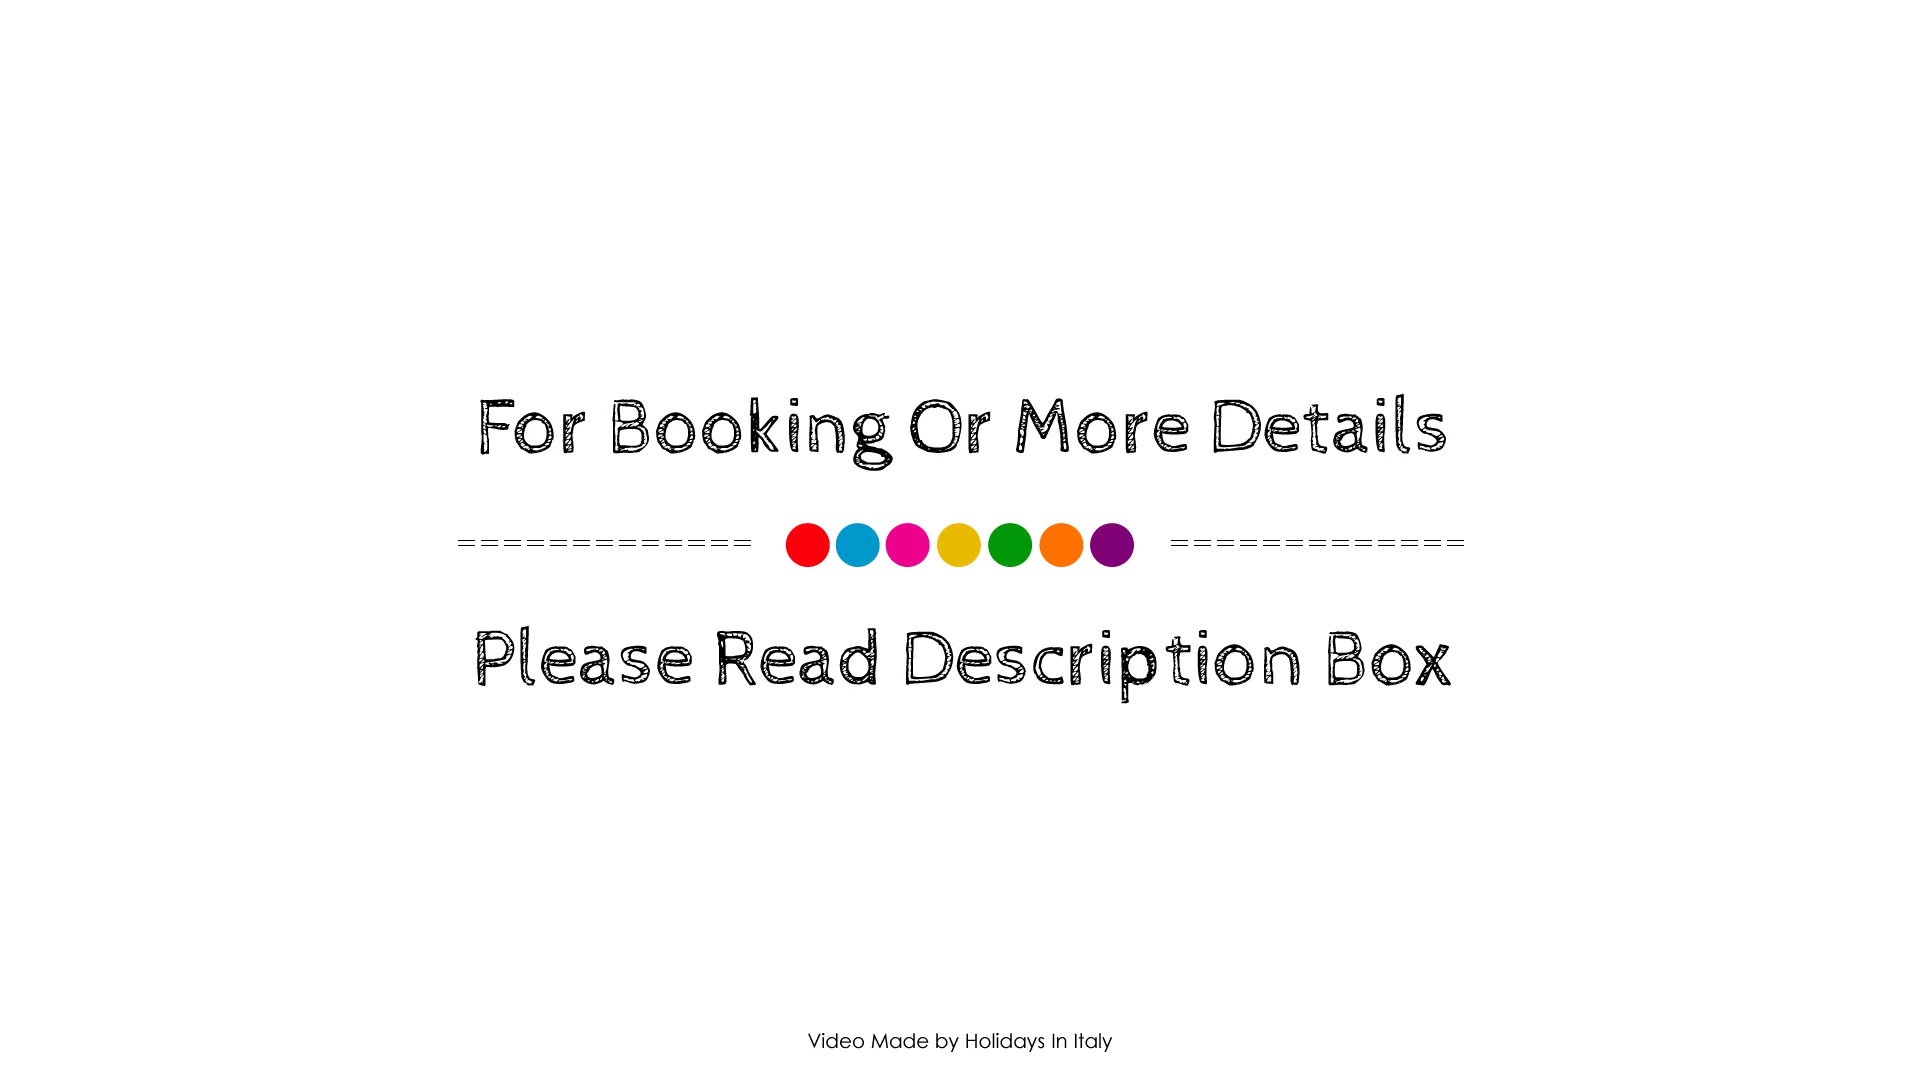 For Booking Or More Details
============= =============
Please Read Description Box
Video Made by Holidays In Italy